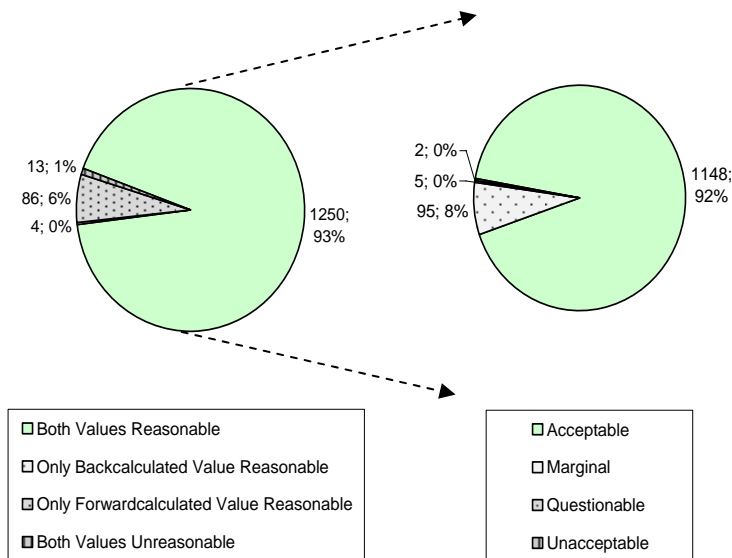 13; 1%
86; 6%
4; 0%
1250;
93%
2; 0%
5; 0%
95; 8%
1148;
92%
Both Values Reasonable
Only Backcalculated Value Reasonable
Only Forwardcalculated Value Reasonable
Both Values Unreasonable
Acceptable
Marginal
Questionable
Unacceptable